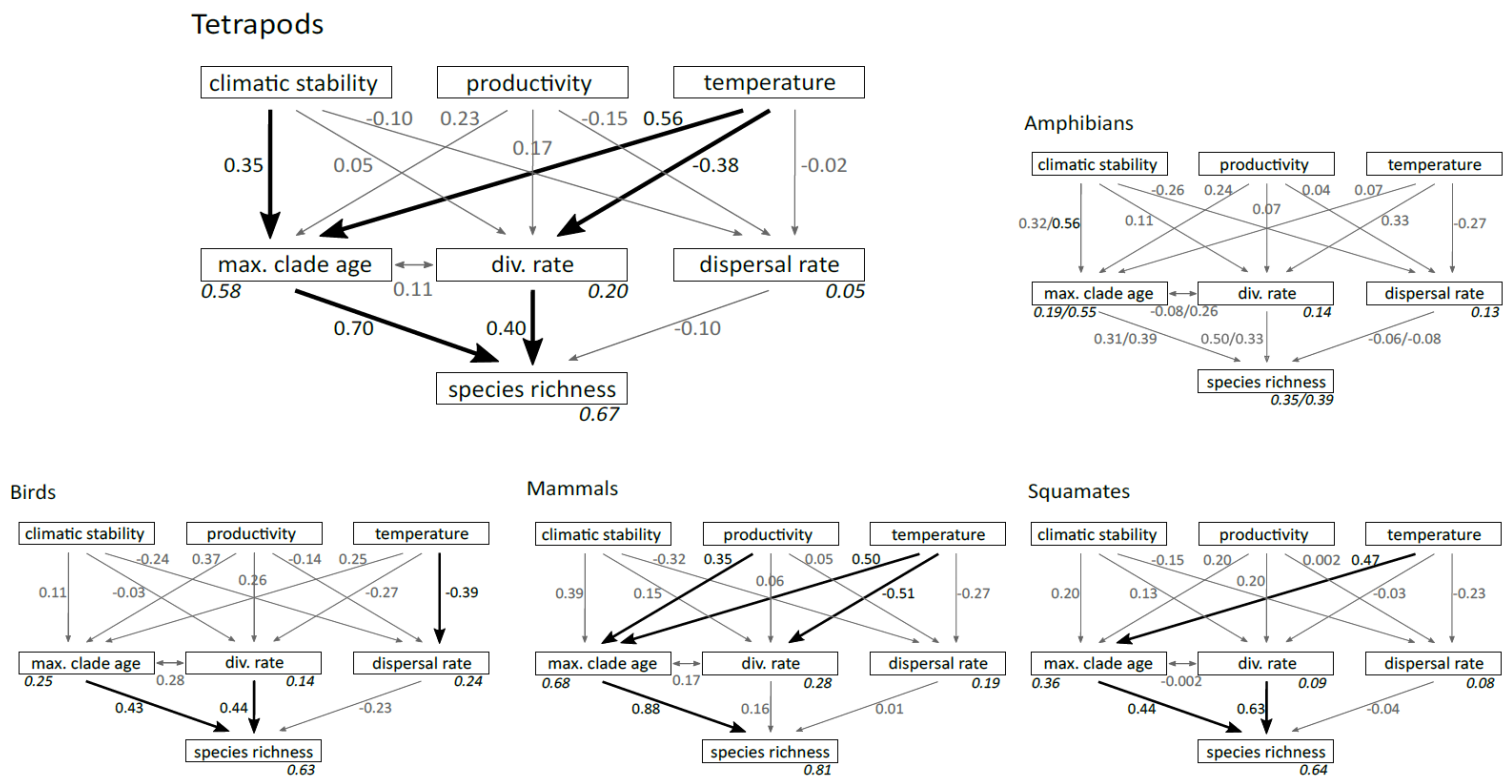 Tetrapods
climatic stability productivity temperature
-0.10 0.23 -0.15 0.56
0.35 0.05 0.17 -0.38 -0.02
max. clade age div. rate dispersal rate
0.58 0.11 0.20 0.05
0.70 0.40 -0.10
species richness
0.67
Amphibians
climatic stability productivity temperature
-0.26 0.24 0.04 0.07
0.32/0.56 0.11 0.07 0.33 -0.27
max. clade age div. rate dispersal rate
0.19/0.55 -0.08/0.26 0.14 0.13
0.31/0.39 0.50/0.33 -0.06/-0.08
species richness
0.35/0.39
Birds
climatic stability productivity temperature
-0.24 0.37 -0.14 0.25
0.11 -0.03 0.26 -0.27 -0.39
max. clade age div. rate dispersal rate
0.25 0.28 0.14 0.24
0.43 0.44 -0.23
species richness
0.63
Mammals
climatic stability productivity temperature
-0.32 0.35 0.05 0.50
0.39 0.15 0.06 -0.51 -0.27
max. clade age div. rate dispersal rate
0.68 0.17 0.28 0.19
0.88 0.16 0.01
species richness
0.81
Squamates
climatic stability productivity temperature
-0.15 0.20 0.002 0.47
0.20 0.13 0.20 -0.03 -0.23
max. clade age div. rate dispersal rate
0.36 -0.002 0.09 0.08
0.44 0.63 -0.04
species richness
0.64